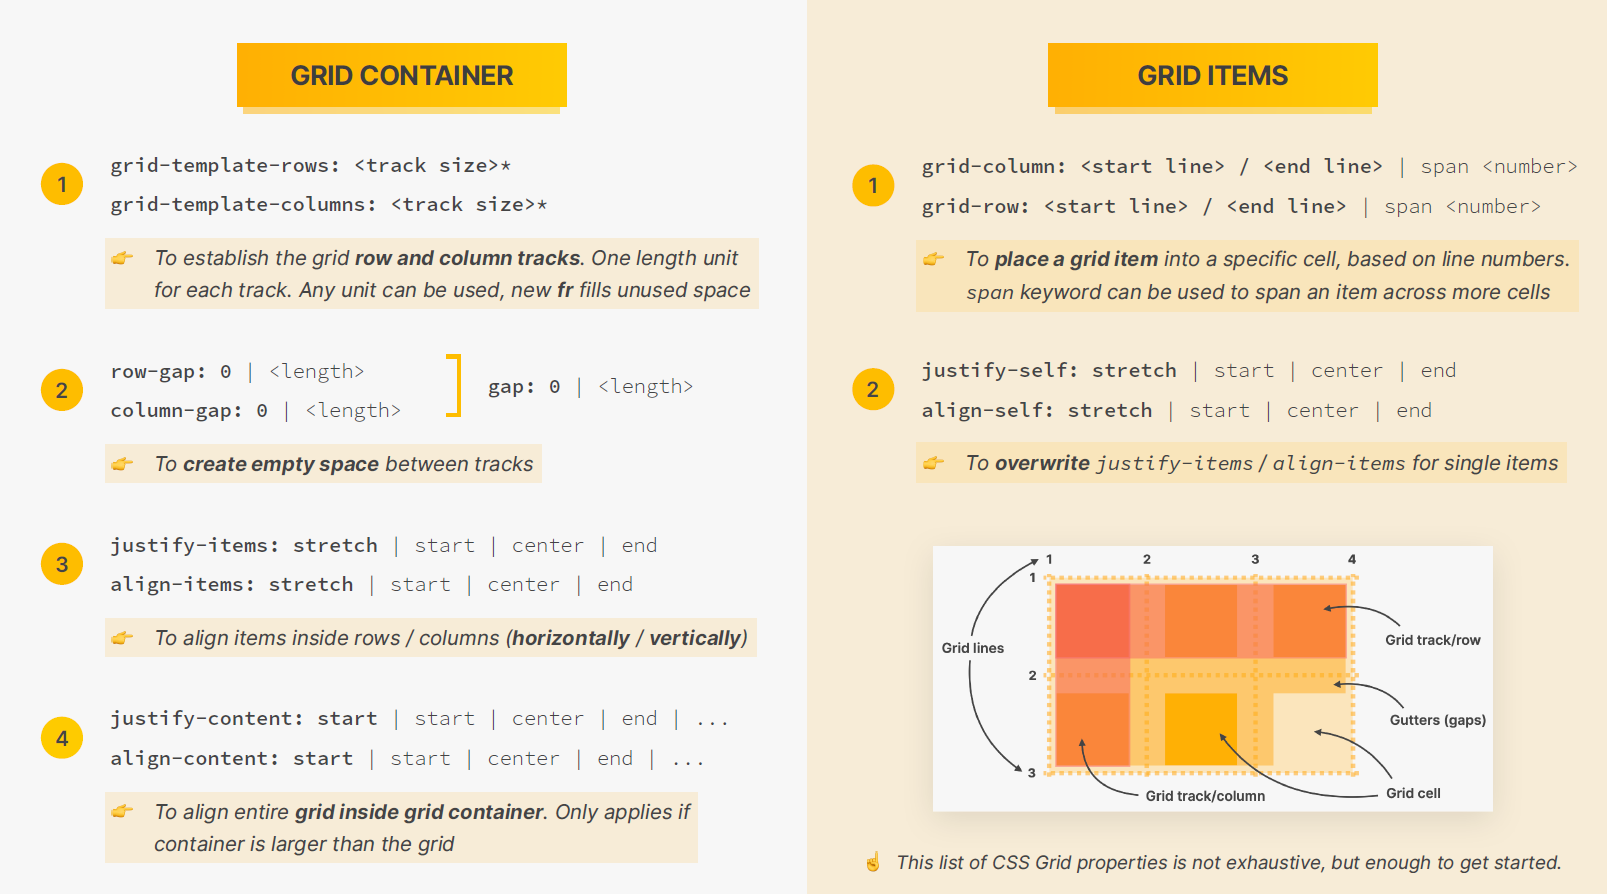 GRID CONTAINER
1
grid-template-rows: <track size>*
grid-template-columns: <track size>*
👉 To establish the grid row and column tracks. One length unit
for each track. Any unit can be used, new fr fills unused space
2
row-gap: 0 | <length>
column-gap: 0 | <length>
gap: 0 | <length>
👉 To create empty space between tracks
3
justify-items: stretch | start | center | end
align-items: stretch | start | center | end
👉 To align items inside rows / columns (horizontally / vertically)
4
justify-content: start | start | center | end | ...
align-content: start | start | center | end | ...
👉 To align entire grid inside grid container. Only applies if
container is larger than the grid
GRID ITEMS
1
grid-column: <start line> / <end line> | span <number>
grid-row: <start line> / <end line> | span <number>
👉 To place a grid item into a specific cell, based on line numbers.
span keyword can be used to span an item across more cells
2
justify-self: stretch | start | center | end
align-self: stretch | start | center | end
👉 To overwrite justify-items / align-items for single items
1 2 3 4
1
Grid track/row
Grid lines
2
Gutters (gaps)
3
Grid cell
Grid track/column
☝ This list of CSS Grid properties is not exhaustive, but enough to get started.